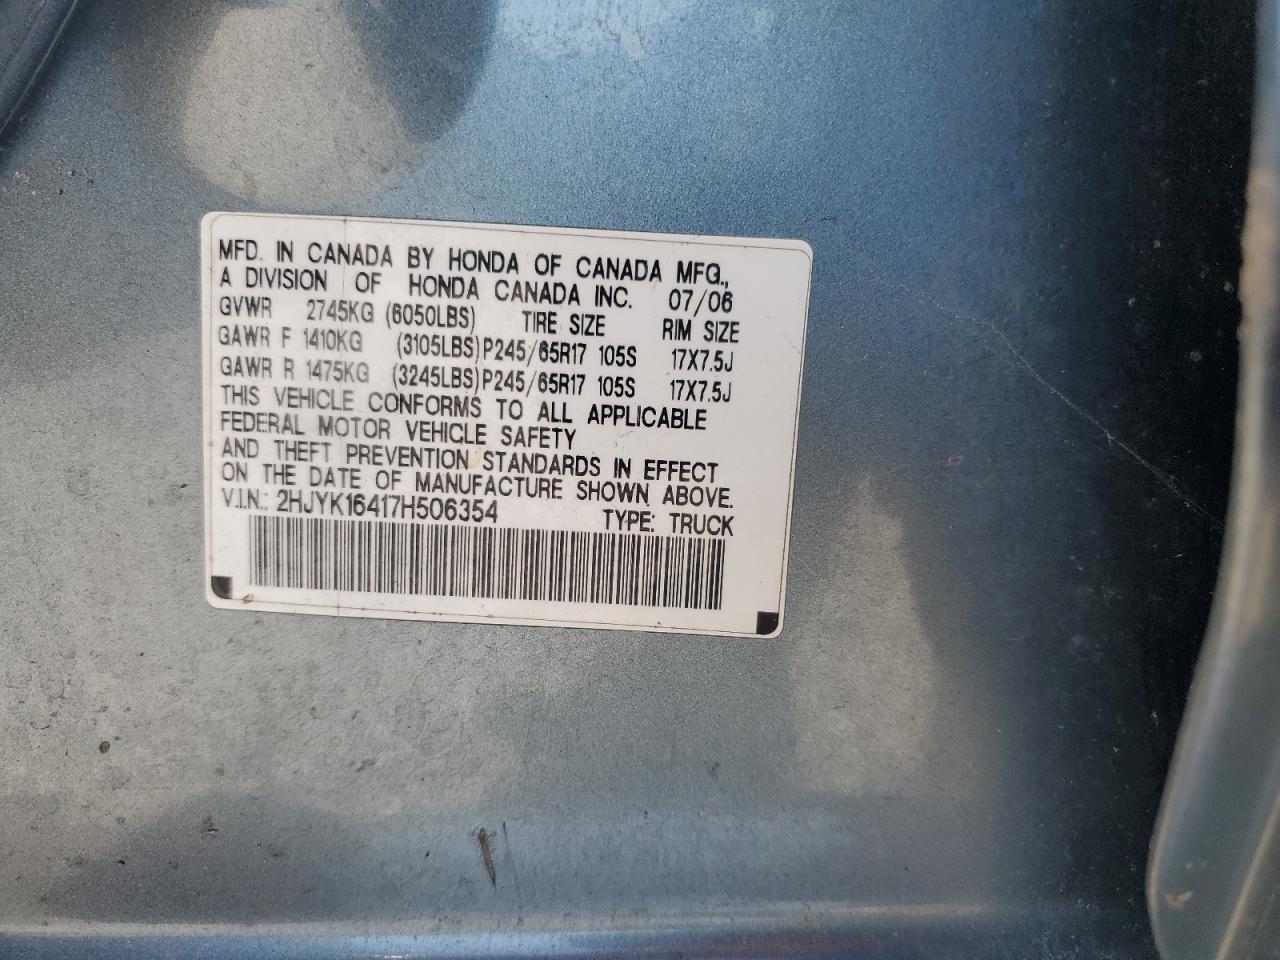 MFD. IN CANADA BY HONDA OF CANADA MFG.,
A DIVISION OF HONDA CANADA INC. 07/06
GVWR 2745KG (6050LBS) TIRE SIZE RIM SIZE
GAWR F 1410KG (3105LBS) P245/65R17 105S 17X7.5J
GAWR R 1475KG (3245LBS) P245/65R17 105S 17X7.5J
THIS VEHICLE CONFORMS TO ALL APPLICABLE
FEDERAL MOTOR VEHICLE SAFETY
AND THEFT PREVENTION STANDARDS IN EFFECT
ON THE DATE OF MANUFACTURE SHOWN ABOVE.
V.I.N.: 2HJYK16417H506354 TYPE: TRUCK